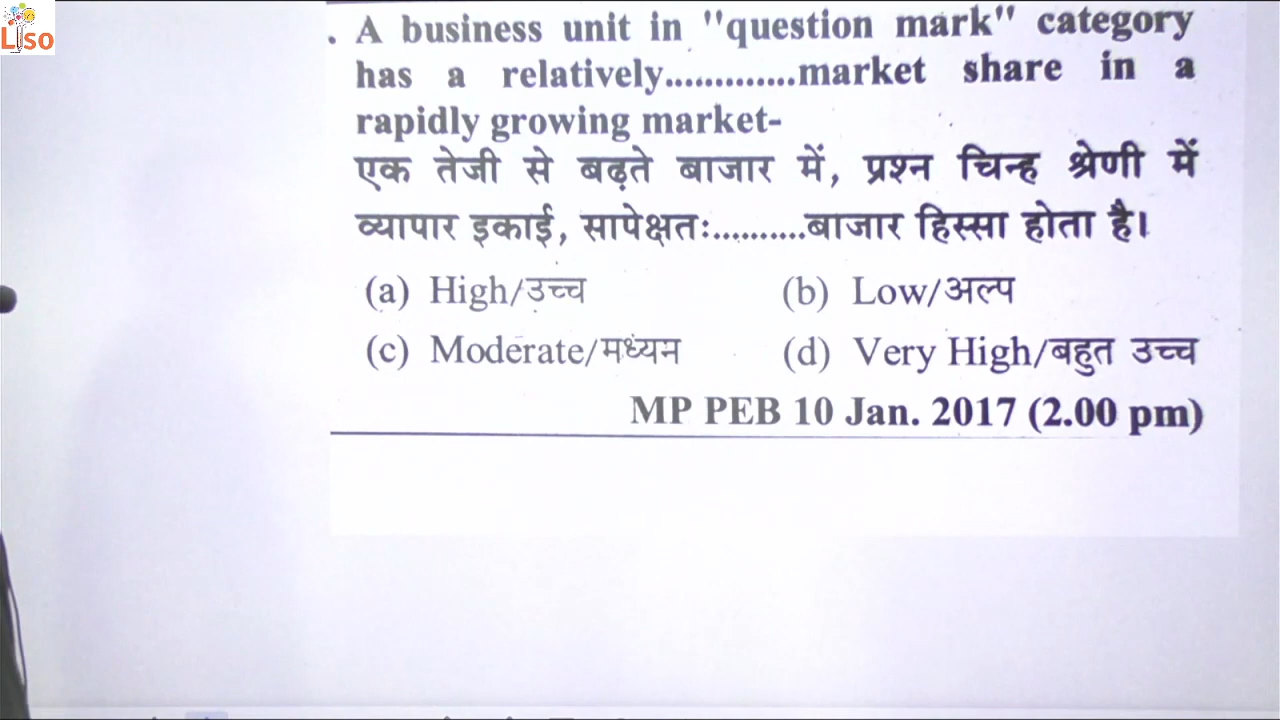 Liso
. A business unit in "question mark" category
has a relatively.............market share in a
rapidly growing market-
एक तेजी से बढ़ते बाजार में, प्रश्न चिन्ह श्रेणी में
व्यापार इकाई, सापेक्षतः..........बाजार हिस्सा होता है।
(a) High/उच्च (b) Low/अल्प
(c) Moderate/मध्यम (d) Very High/बहुत उच्च
MP PEB 10 Jan. 2017 (2.00 pm)